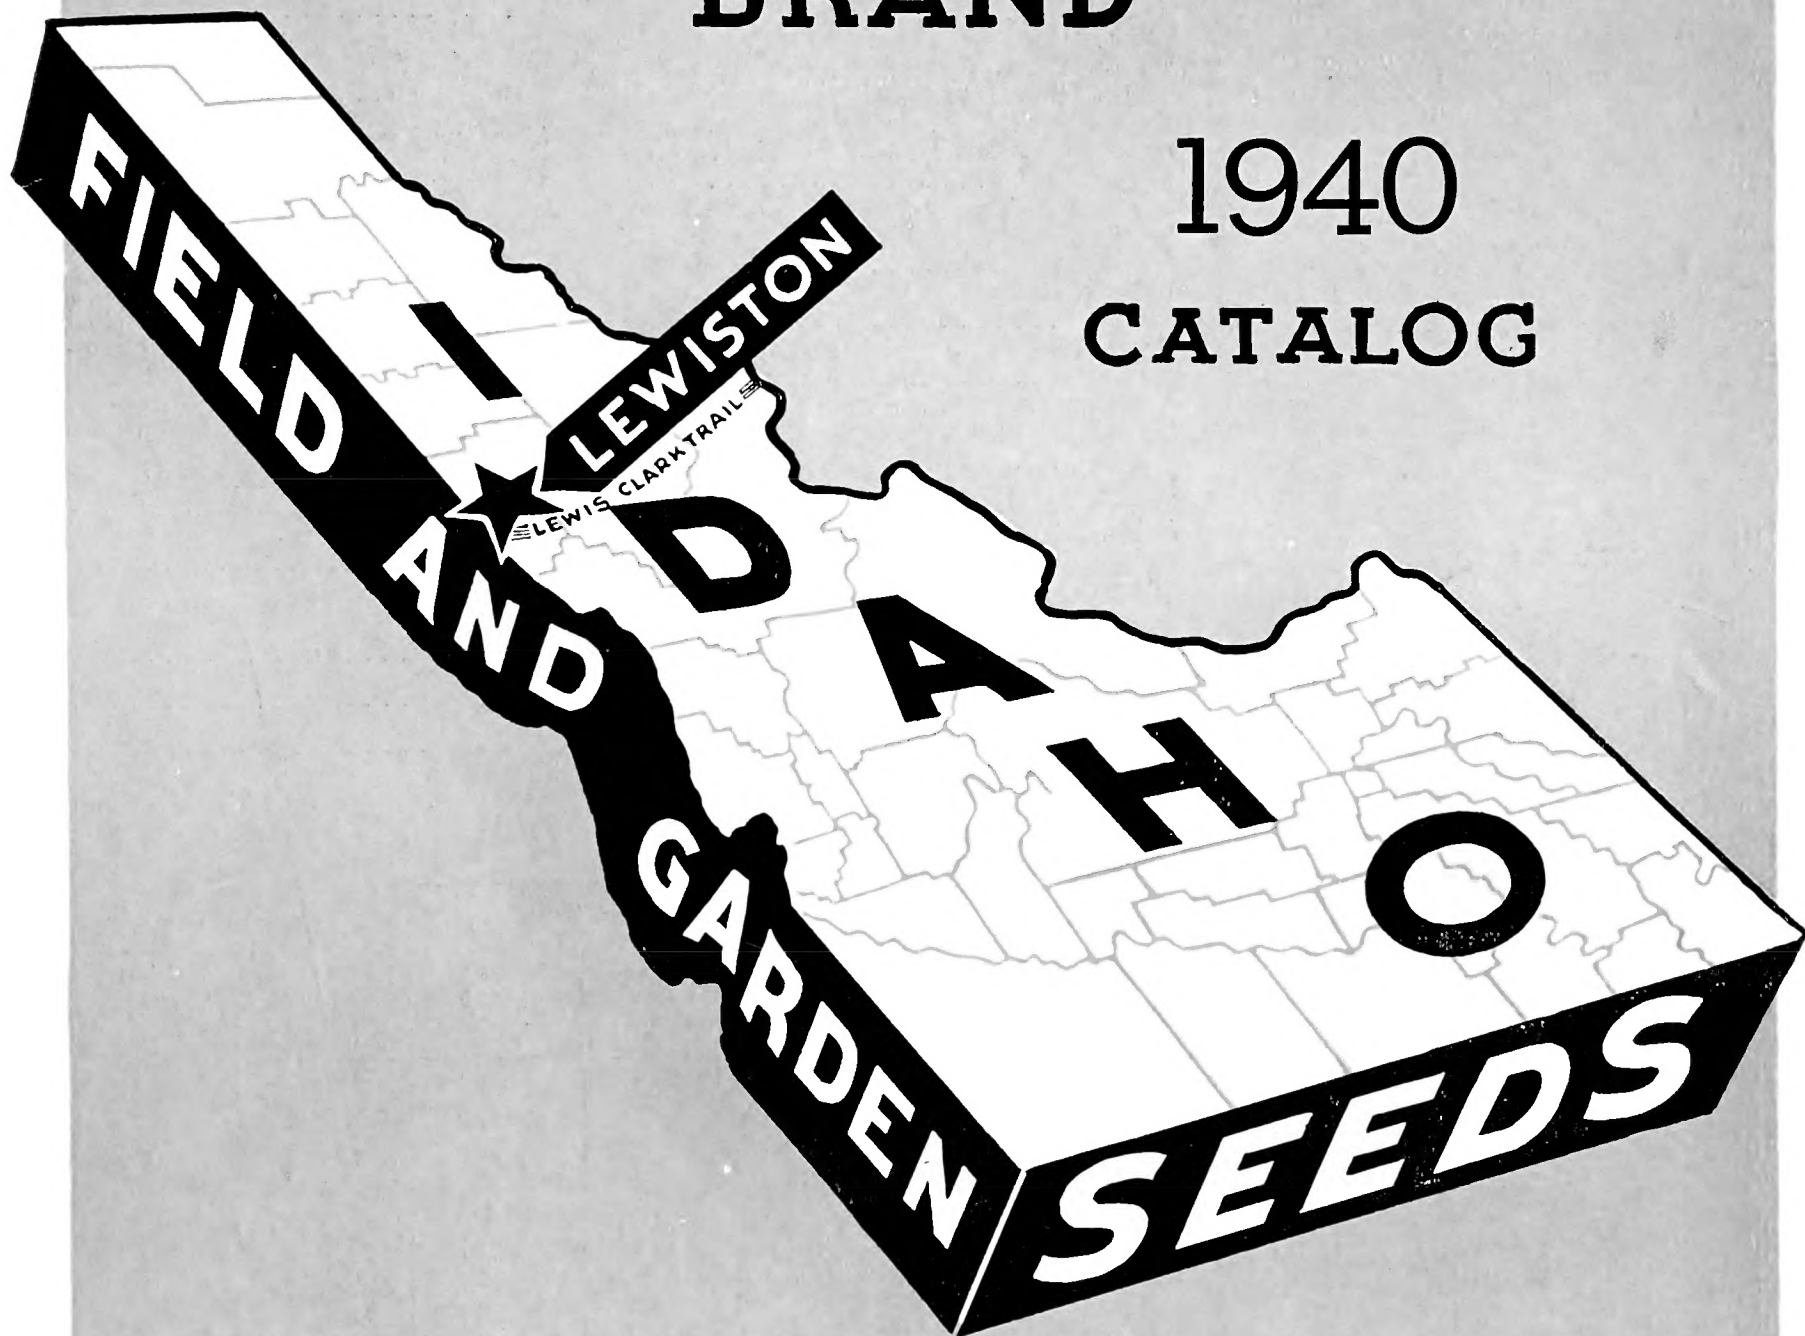 BRAND
1940
CATALOG
FIELD AND GARDEN SEEDS
IDAHO
LEWISTON
LEWIS CLARK TRAIL